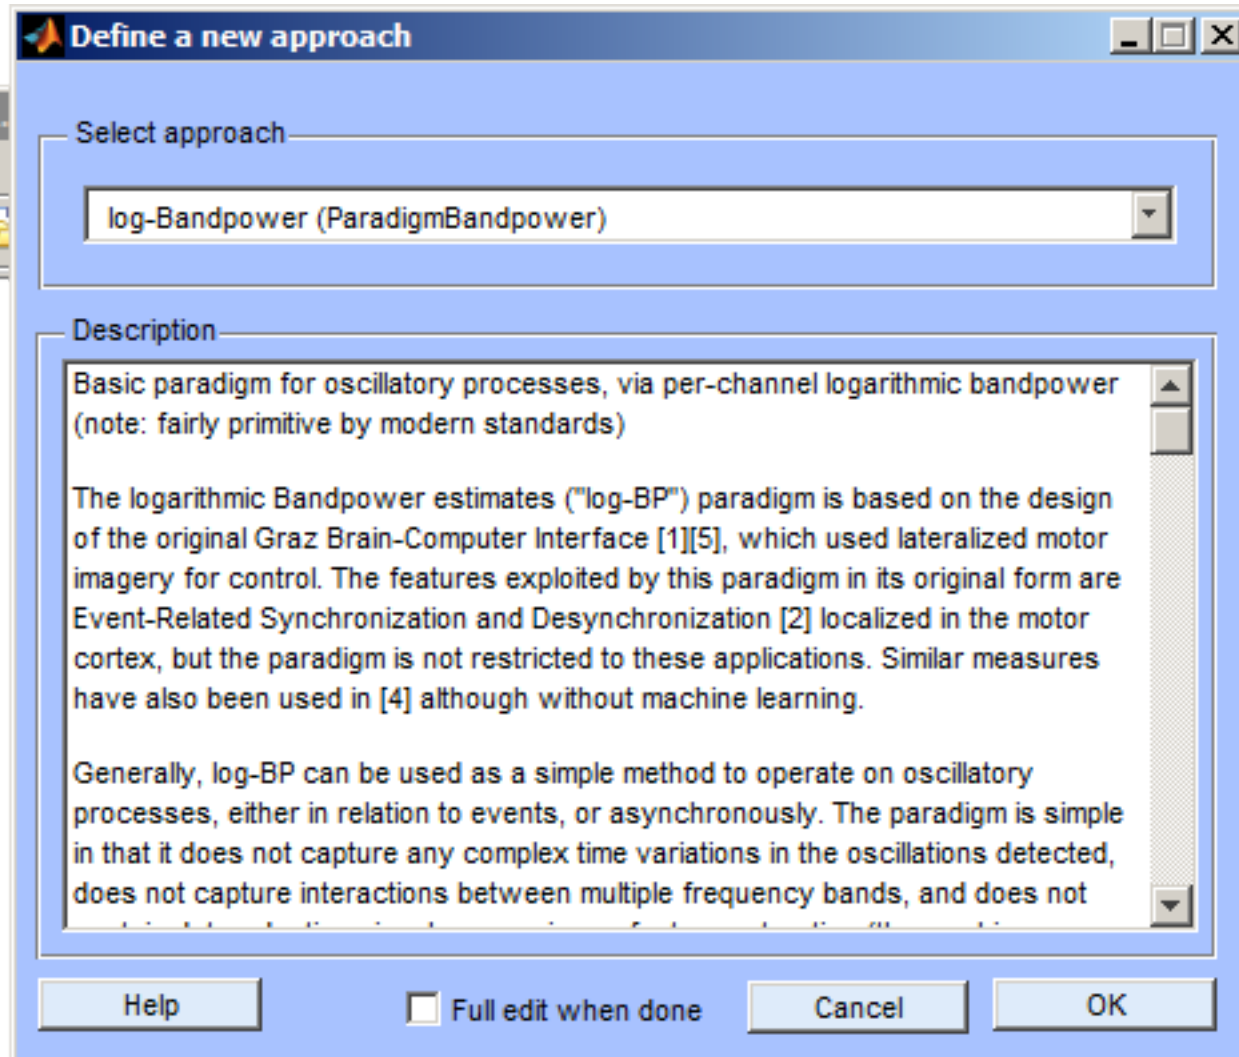 Define a new approach
Select approach
log-Bandpower (ParadigmBandpower)
Description
Basic paradigm for oscillatory processes, via per-channel logarithmic bandpower
(note: fairly primitive by modern standards)
The logarithmic Bandpower estimates ("log-BP") paradigm is based on the design
of the original Graz Brain-Computer Interface [1][5], which used lateralized motor
imagery for control. The features exploited by this paradigm in its original form are
Event-Related Synchronization and Desynchronization [2] localized in the motor
cortex, but the paradigm is not restricted to these applications. Similar measures
have also been used in [4] although without machine learning.
Generally, log-BP can be used as a simple method to operate on oscillatory
processes, either in relation to events, or asynchronously. The paradigm is simple
in that it does not capture any complex time variations in the oscillations detected,
does not capture interactions between multiple frequency bands, and does not
Help
Full edit when done
Cancel
OK